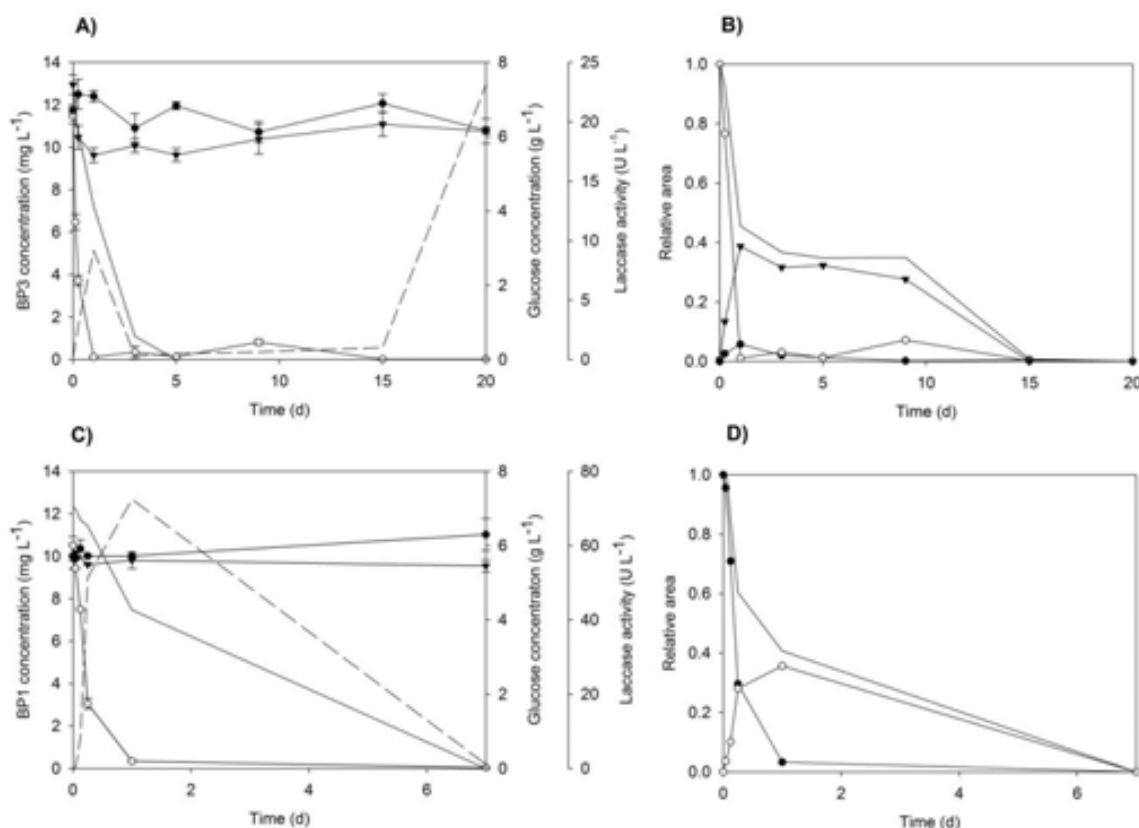 A)
14
12
10
8
6
4
2
0
BP3 concentration (mg L⁻¹)
0 5 10 15 20
Time (d)
8
6
4
2
0
Glucose concentration (g L⁻¹)
25
20
15
10
5
0
Laccase activity (U L⁻¹)
B)
1.0
0.8
0.6
0.4
0.2
0.0
Relative area
0 5 10 15 20
Time (d)
C)
14
12
10
8
6
4
2
0
BP1 concentration (mg L⁻¹)
0 2 4 6
Time (d)
8
6
4
2
0
Glucose concentraton (g L⁻¹)
80
60
40
20
0
Laccase activity (U L⁻¹)
D)
1.0
0.8
0.6
0.4
0.2
0.0
Relative area
0 2 4 6
Time (d)